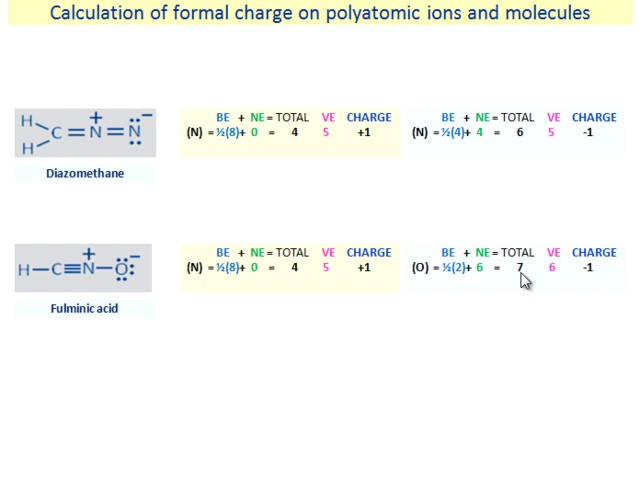 Calculation of formal charge on polyatomic ions and molecules
H
H
C=N=N
+
−
BE + NE = TOTAL VE CHARGE
(N) = ½(8)+ 0 = 4 5 +1
BE + NE = TOTAL VE CHARGE
(N) = ½(4)+ 4 = 6 5 -1
Diazomethane
+
−
H−C≡N−O
BE + NE = TOTAL VE CHARGE
(N) = ½(8)+ 0 = 4 5 +1
BE + NE = TOTAL VE CHARGE
(O) = ½(2)+ 6 = 7 6 -1
Fulminic acid